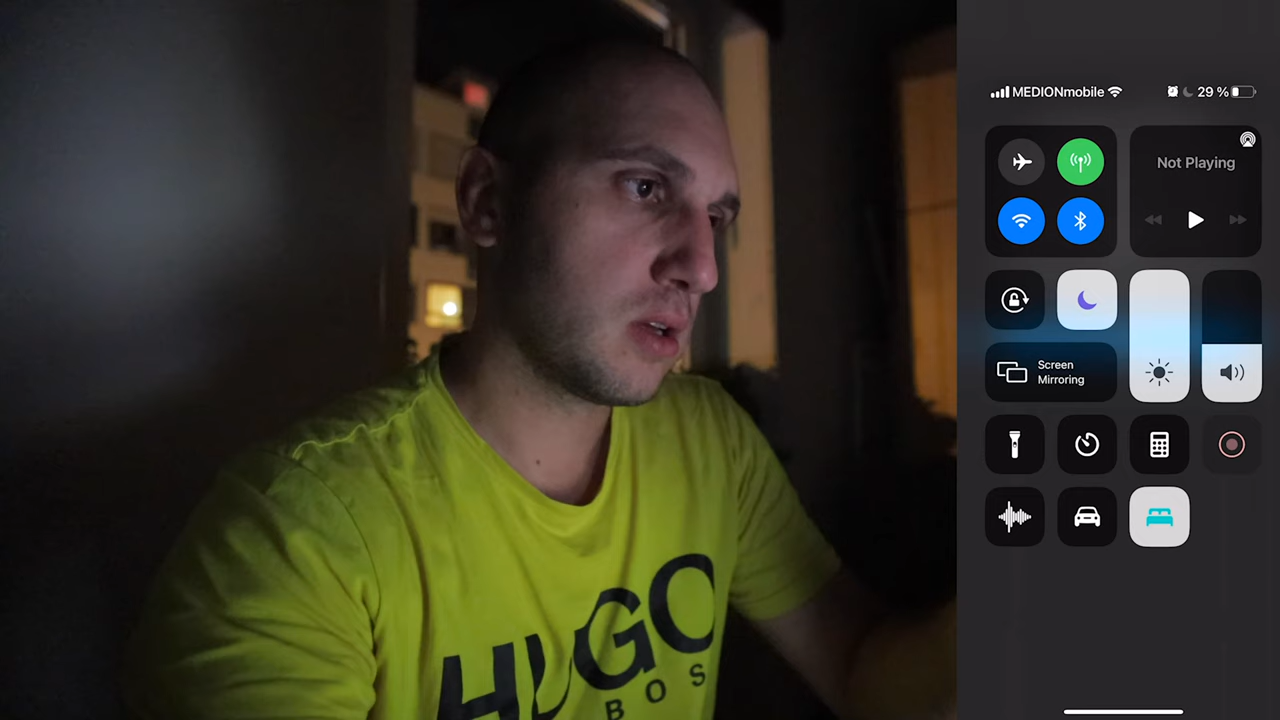 MEDIONmobile 29 %
Not Playing
Screen
Mirroring
HUGO
BOS